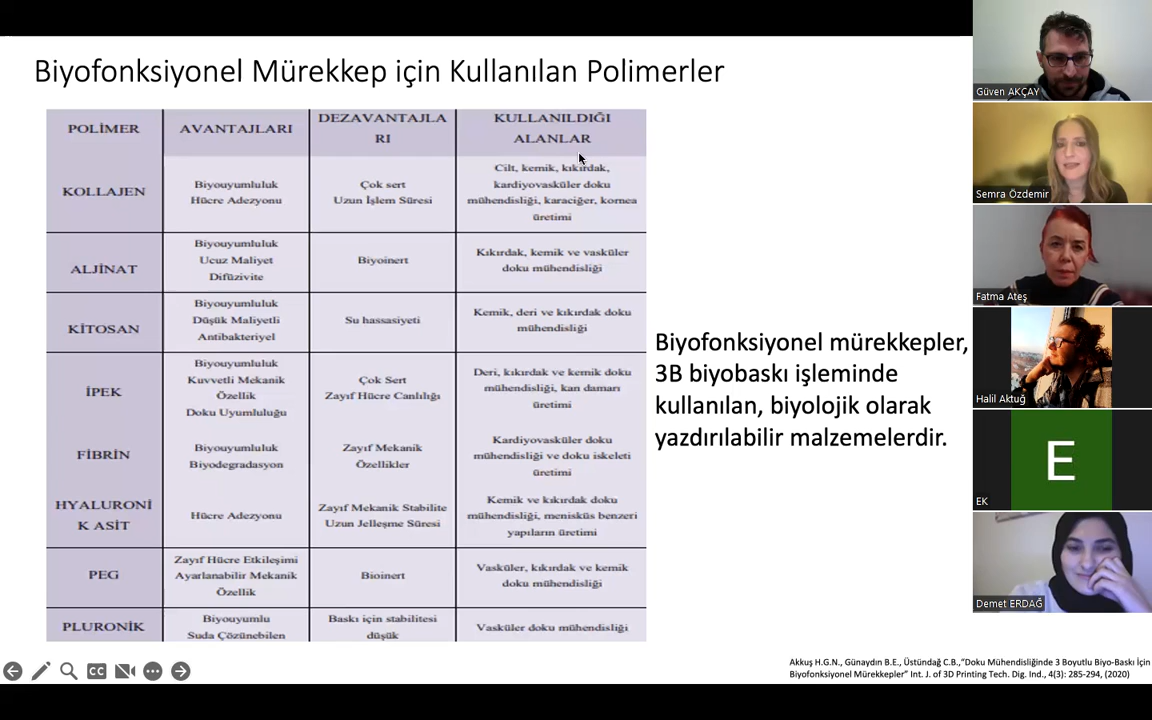 Biyofonksiyonel Mürekkep için Kullanılan Polimerler
POLİMER
AVANTAJLARI
DEZAVANTAJLA
RI
KULLANILDIĞI
ALANLAR
KOLLAJEN
Biyouyumluluk
Hücre Adezyonu
Çok sert
Uzun İşlem Süresi
Cilt, kemik, kıkırdak,
kardiyovasküler doku
mühendisliği, karaciğer, kornea
üretimi
ALJİNAT
Biyouyumluluk
Ucuz Maliyet
Difüzivite
Biyoinert
Kıkırdak, kemik ve vasküler
doku mühendisliği
KİTOSAN
Biyouyumluluk
Düşük Maliyetli
Antibakteriyel
Su hassasiyeti
Kemik, deri ve kıkırdak doku
mühendisliği
İPEK
Biyouyumluluk
Kuvvetli Mekanik
Özellik
Doku Uyumluluğu
Çok Sert
Zayıf Hücre Canlılığı
Deri, kıkırdak ve kemik doku
mühendisliği, kan damarı
üretimi
FİBRİN
Biyouyumluluk
Biyodegradasyon
Zayıf Mekanik
Özellikler
Kardiyovasküler doku
mühendisliği ve doku iskeleti
üretimi
HYALURONİ
K ASİT
Hücre Adezyonu
Zayıf Mekanik Stabilite
Uzun Jelleşme Süresi
Kemik ve kıkırdak doku
mühendisliği, menisküs benzeri
yapıların üretimi
PEG
Zayıf Hücre Etkileşimi
Ayarlanabilir Mekanik
Özellik
Bioinert
Vasküler, kıkırdak ve kemik
doku mühendisliği
PLURONİK
Biyouyumlu
Suda Çözünebilen
Baskı için stabilitesi
düşük
Vasküler doku mühendisliği
Biyofonksiyonel mürekkepler,
3B biyobaskı işleminde
kullanılan, biyolojik olarak
yazdırılabilir malzemelerdir.
Akkuş H.G.N., Günaydın B.E., Üstündağ C.B.,"Doku Mühendisliğinde 3 Boyutlu Biyo-Baskı İçin
Biyofonksiyonel Mürekkepler" Int. J. of 3D Printing Tech. Dig. Ind., 4(3): 285-294, (2020)
CC
Güven AKÇAY
Semra Özdemir
Fatma Ateş
Halil Aktuğ
E
EK
Demet ERDAĞ